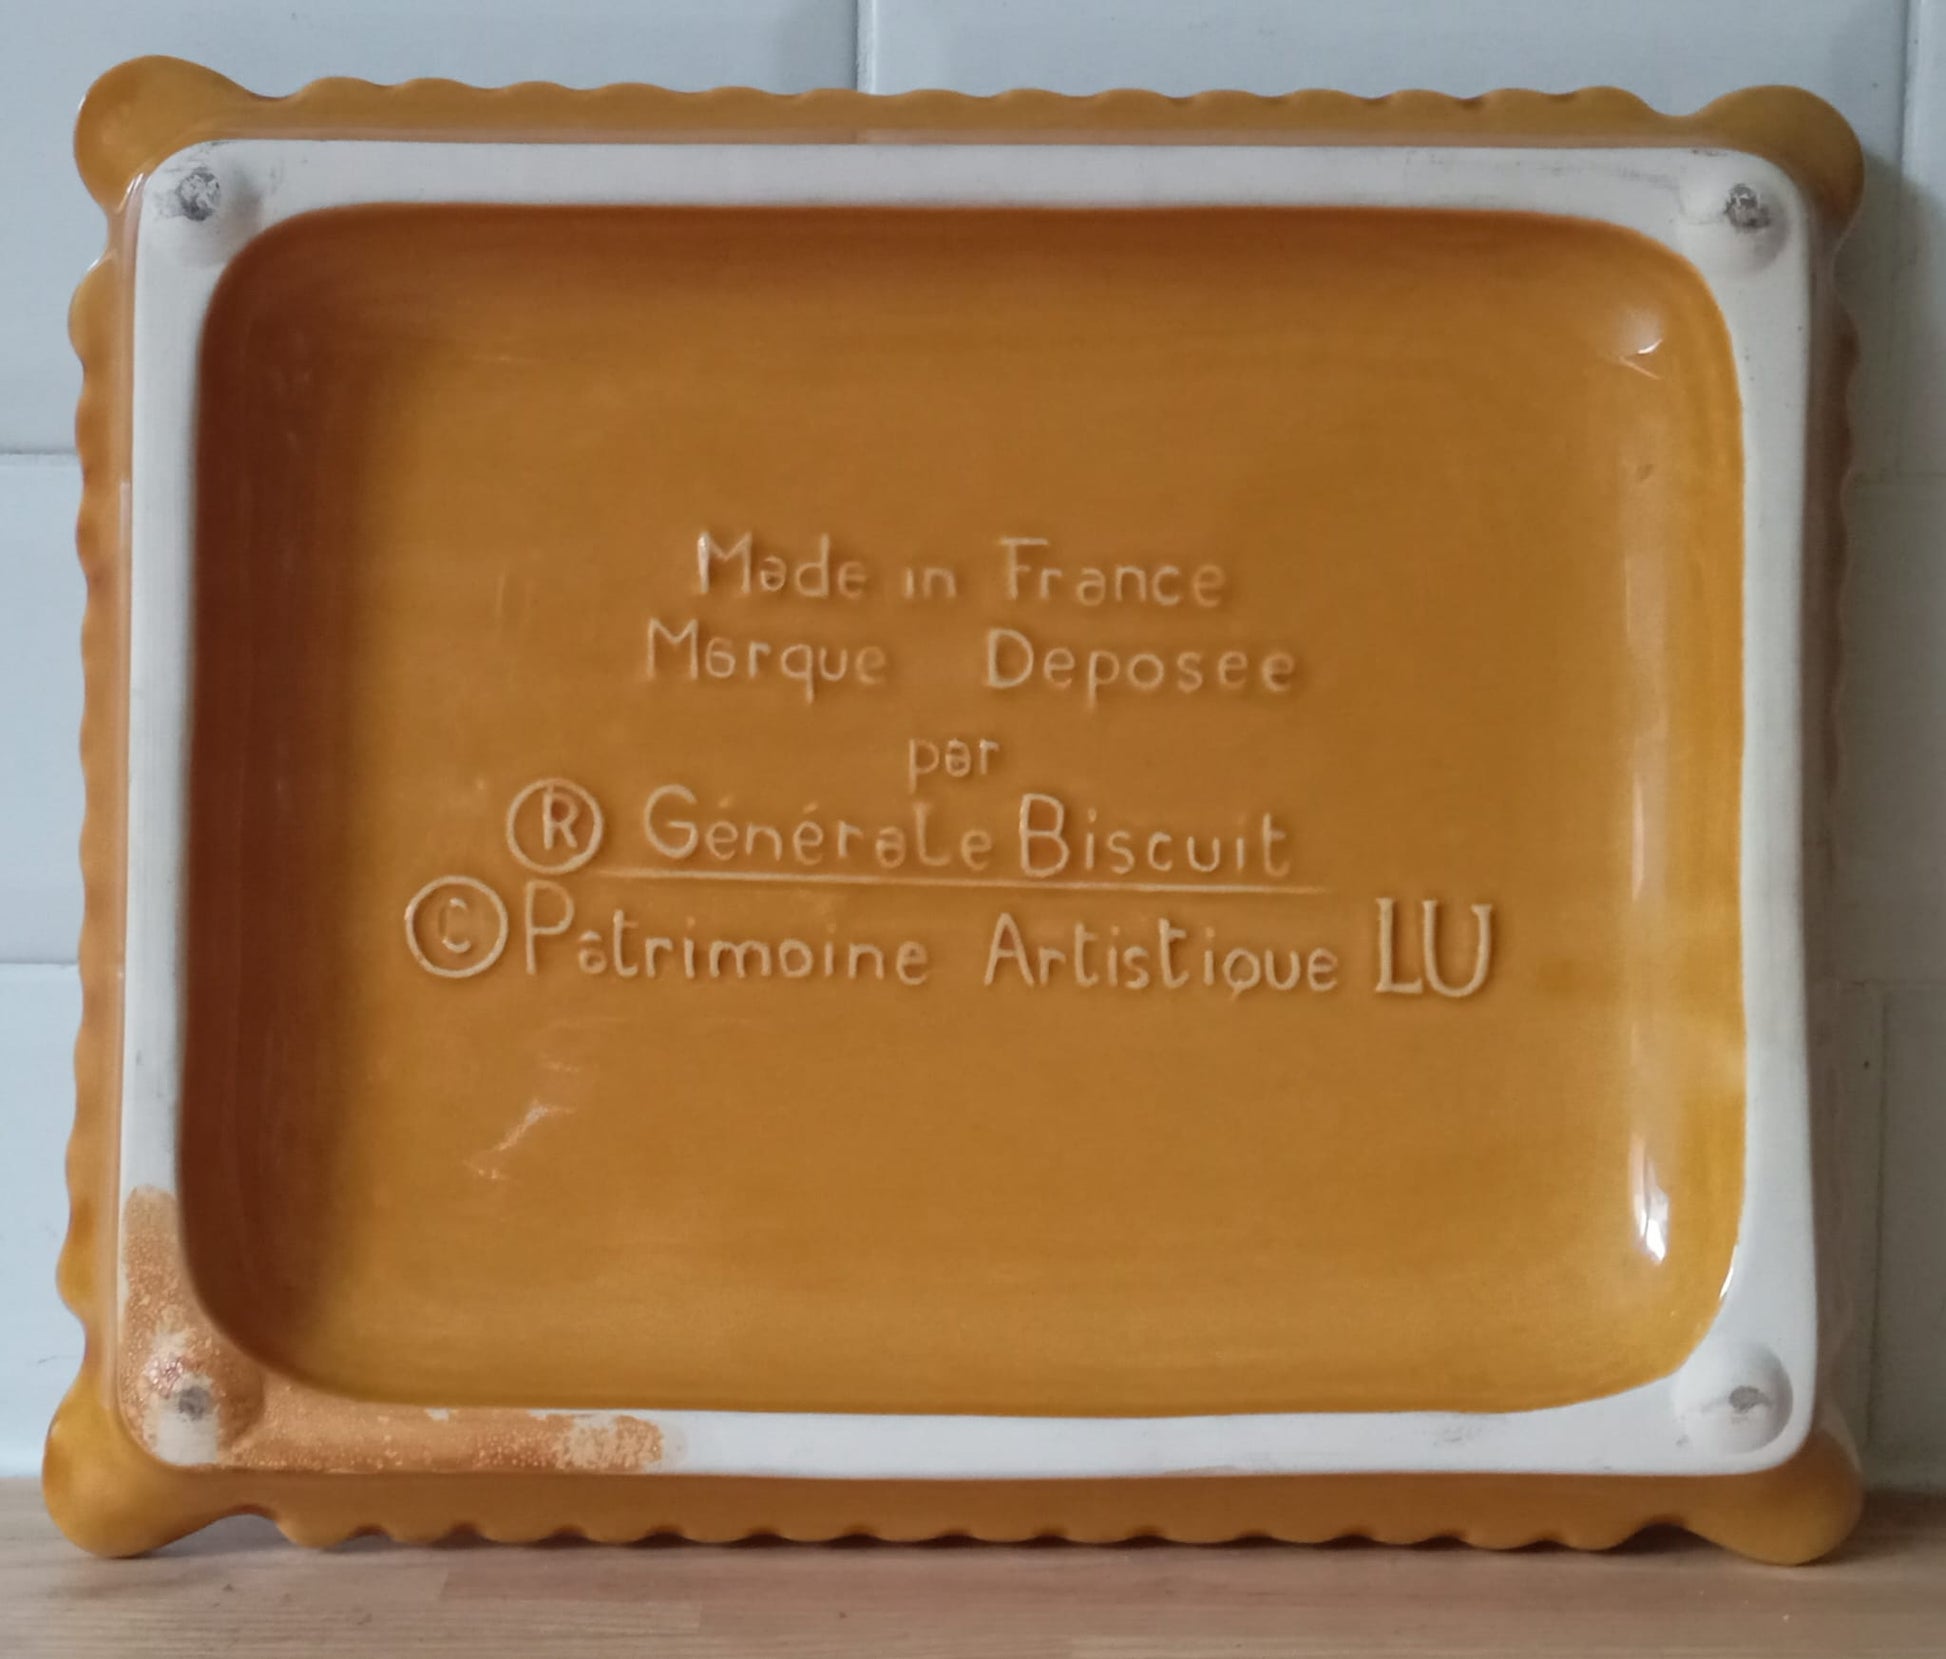 Made in France
Marque Deposee
par
® Générale Biscuit
© Patrimoine Artistique LU